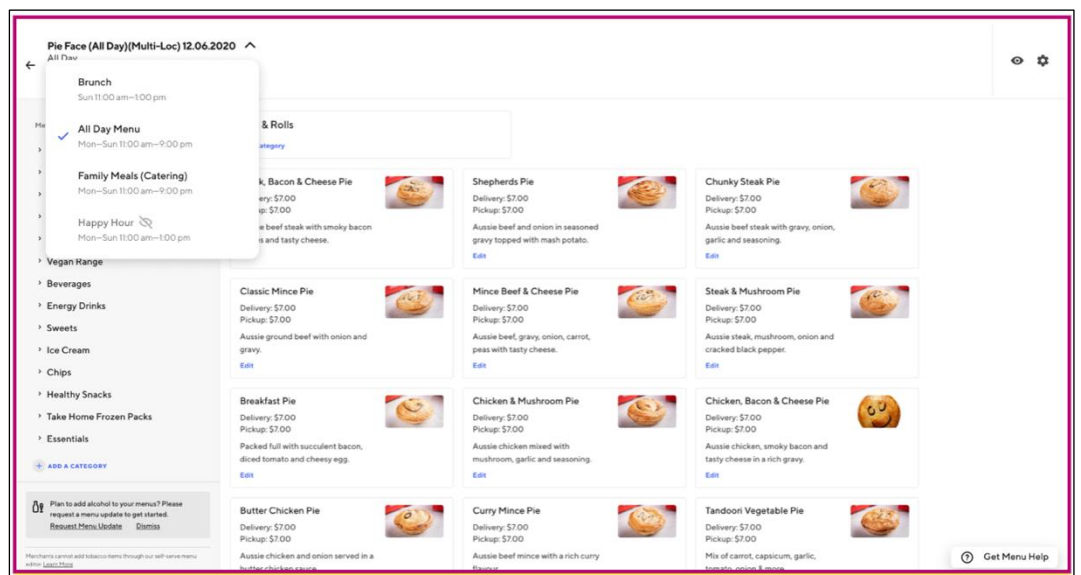 Pie Face (All Day)(Multi-Loc) 12.06.2020
All Day
Brunch
Sun 11:00 am–1:00 pm
All Day Menu
Mon–Sun 11:00 am–9:00 pm
Family Meals (Catering)
Mon–Sun 11:00 am–9:00 pm
Happy Hour
Mon–Sun 11:00 am–1:00 pm
Vegan Range
Beverages
Energy Drinks
Sweets
Ice Cream
Chips
Healthy Snacks
Take Home Frozen Packs
Essentials
+ ADD A CATEGORY
Plan to add alcohol to your menus? Please
request a menu update to get started.
Request Menu Update Dismiss
Merchants cannot add tobacco items through our self-serve menu
editor Learn More
& Rolls
ategory
k, Bacon & Cheese Pie
ery: $7.00
up: $7.00
e beef steak with smoky bacon
s and tasty cheese.
Shepherds Pie
Delivery: $7.00
Pickup: $7.00
Aussie beef and onion in seasoned
gravy topped with mash potato.
Edit
Chunky Steak Pie
Delivery: $7.00
Pickup: $7.00
Aussie beef steak with gravy, onion,
garlic and seasoning.
Edit
Classic Mince Pie
Delivery: $7.00
Pickup: $7.00
Aussie ground beef with onion and
gravy.
Edit
Mince Beef & Cheese Pie
Delivery: $7.00
Pickup: $7.00
Aussie beef, gravy, onion, carrot,
peas with tasty cheese.
Edit
Steak & Mushroom Pie
Delivery: $7.00
Pickup: $7.00
Aussie steak, mushroom, onion and
cracked black pepper.
Edit
Breakfast Pie
Delivery: $7.00
Pickup: $7.00
Packed full with succulent bacon,
diced tomato and cheesy egg.
Edit
Chicken & Mushroom Pie
Delivery: $7.00
Pickup: $7.00
Aussie chicken mixed with
mushroom, garlic and seasoning.
Edit
Chicken, Bacon & Cheese Pie
Delivery: $7.00
Pickup: $7.00
Aussie chicken, smoky bacon and
tasty cheese in a rich gravy.
Edit
Butter Chicken Pie
Delivery: $7.00
Pickup: $7.00
Aussie chicken and onion served in a
butter chicken sauce.
Curry Mince Pie
Delivery: $7.00
Pickup: $7.00
Aussie beef mince with a rich curry
flavour.
Tandoori Vegetable Pie
Delivery: $7.00
Pickup: $7.00
Mix of carrot, capsicum, garlic,
tomato, onion & more.
Get Menu Help